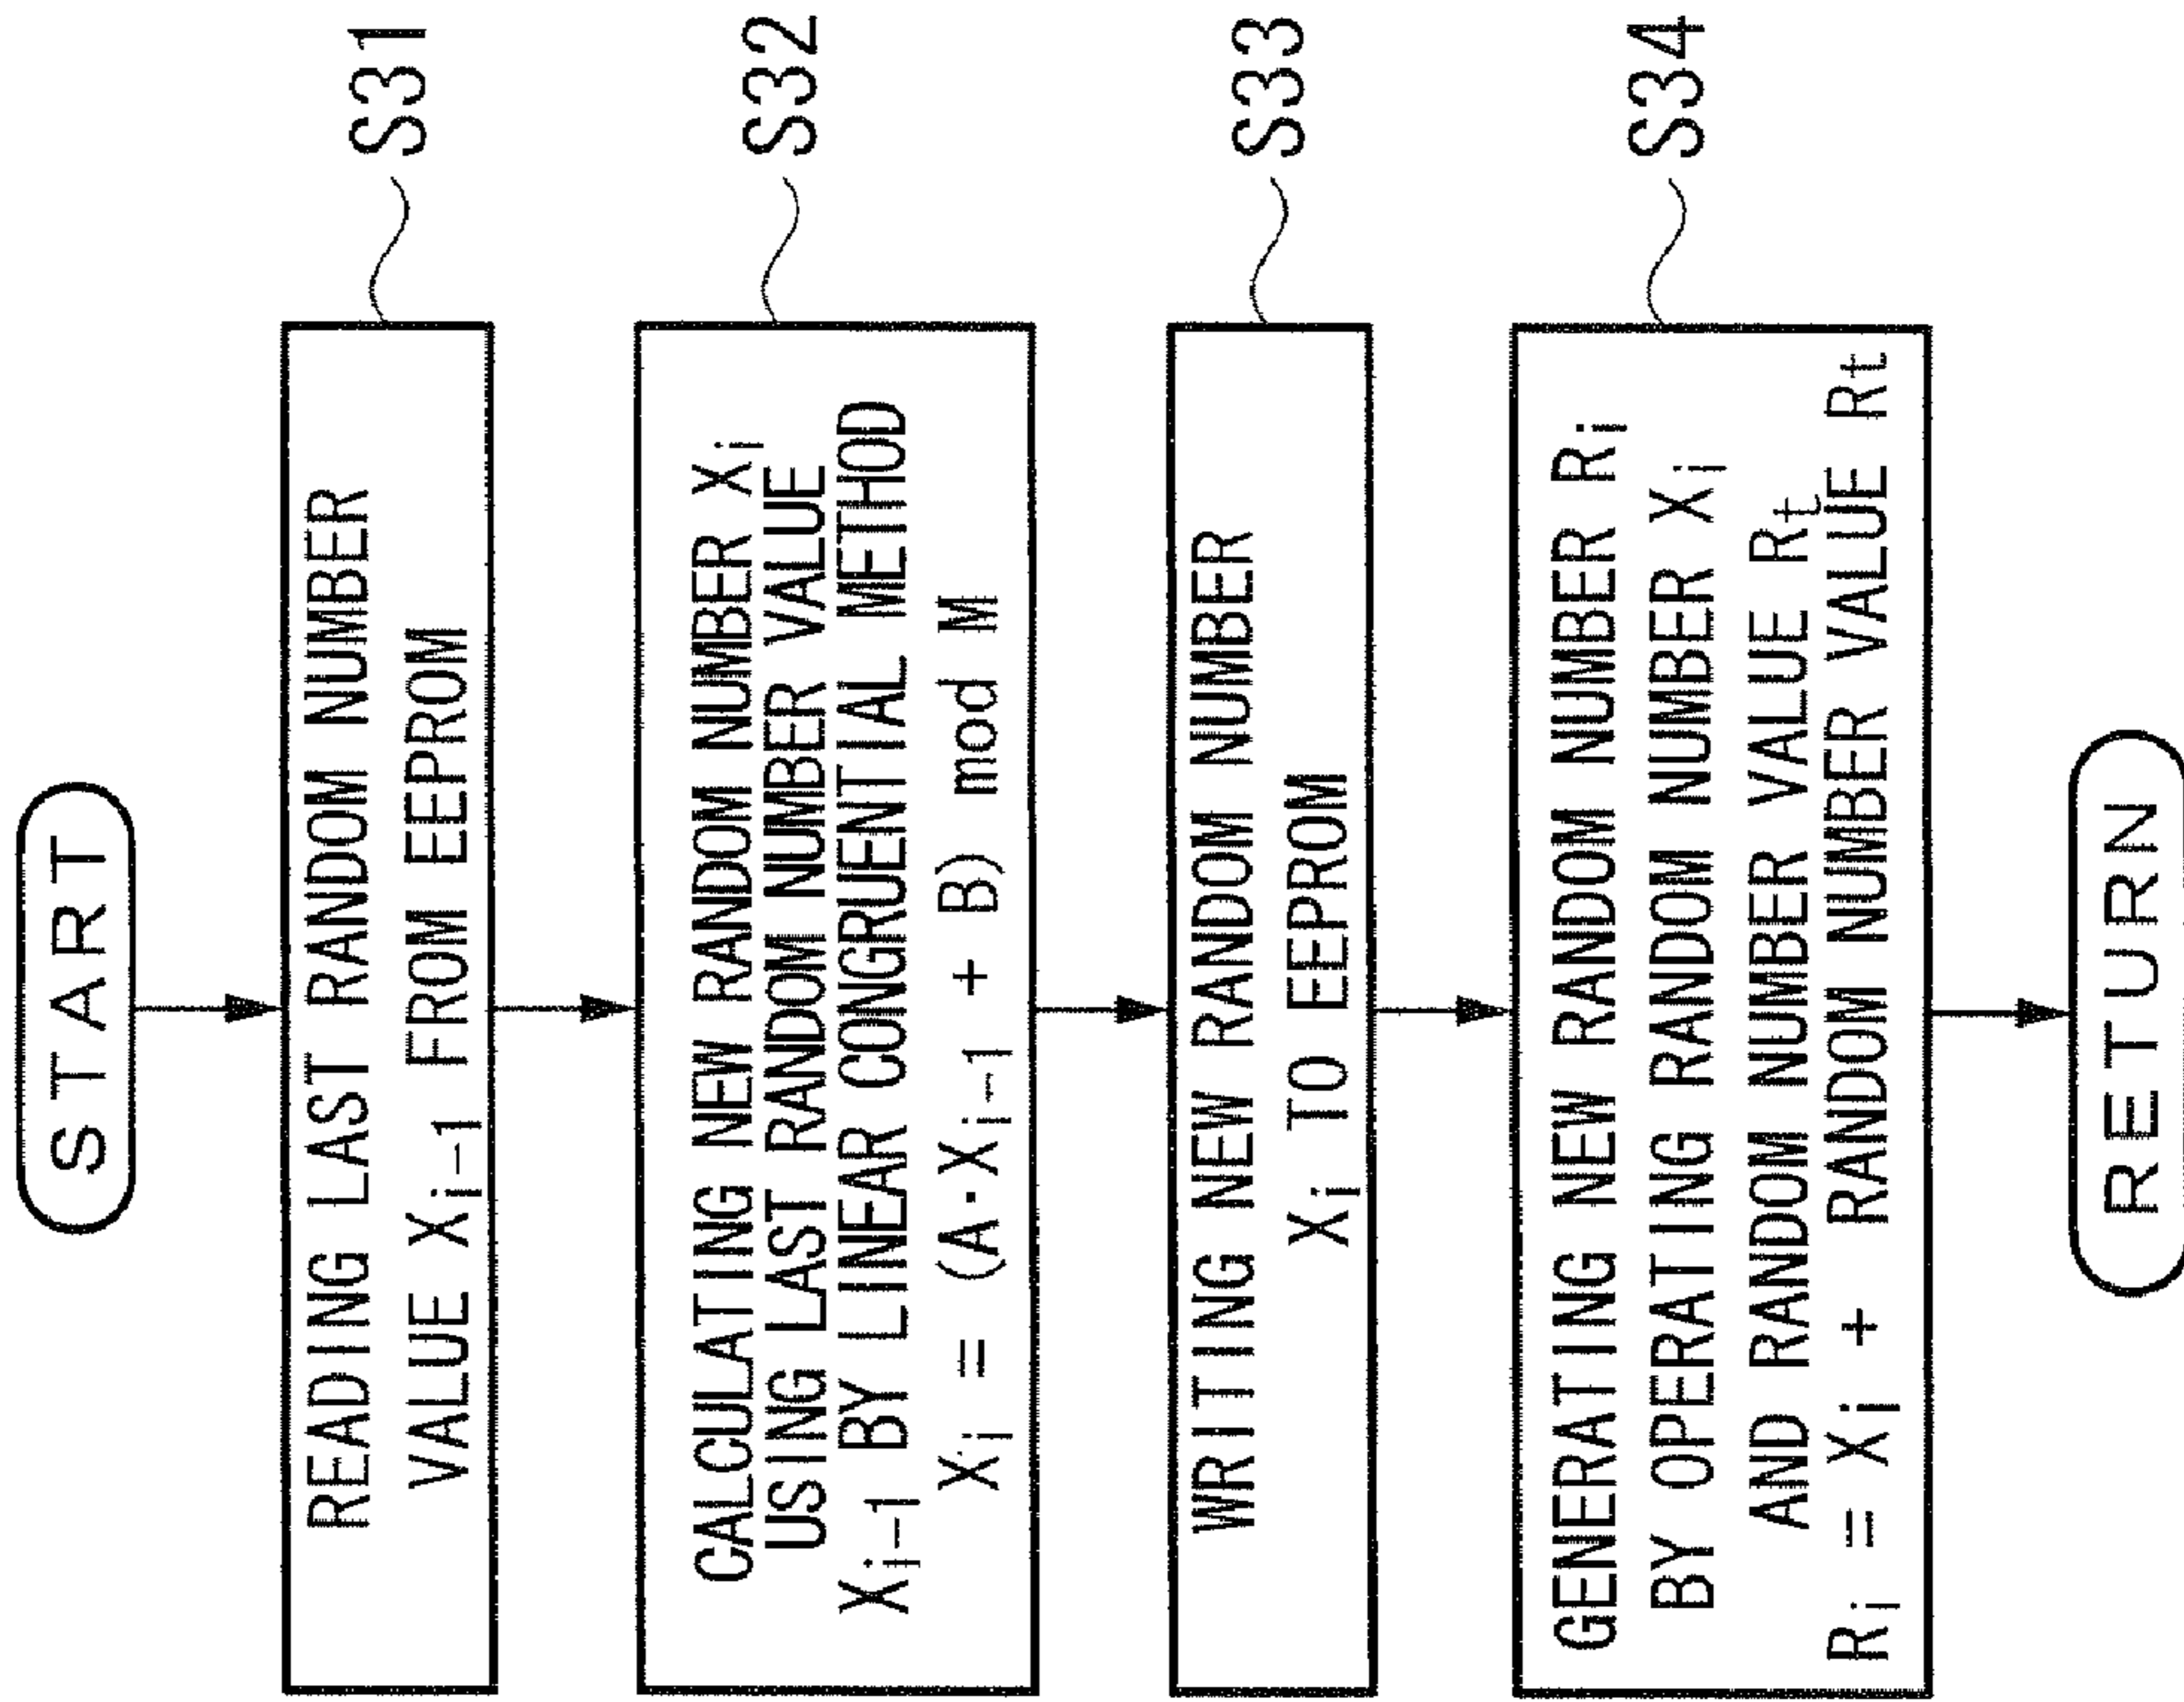 START
READING LAST RANDOM NUMBER
VALUE Xi-1 FROM EEPROM
S31
CALCULATING NEW RANDOM NUMBER Xi
USING LAST RANDOM NUMBER VALUE
Xi-1 BY LINEAR CONGRUENTIAL METHOD
Xi = (A·Xi-1 + B) mod M
S32
WRITING NEW RANDOM NUMBER
Xi TO EEPROM
S33
GENERATING NEW RANDOM NUMBER Ri
BY OPERATING RANDOM NUMBER Xi
AND RANDOM NUMBER VALUE Rt
Ri = Xi + RANDOM NUMBER VALUE Rt
S34
RETURN